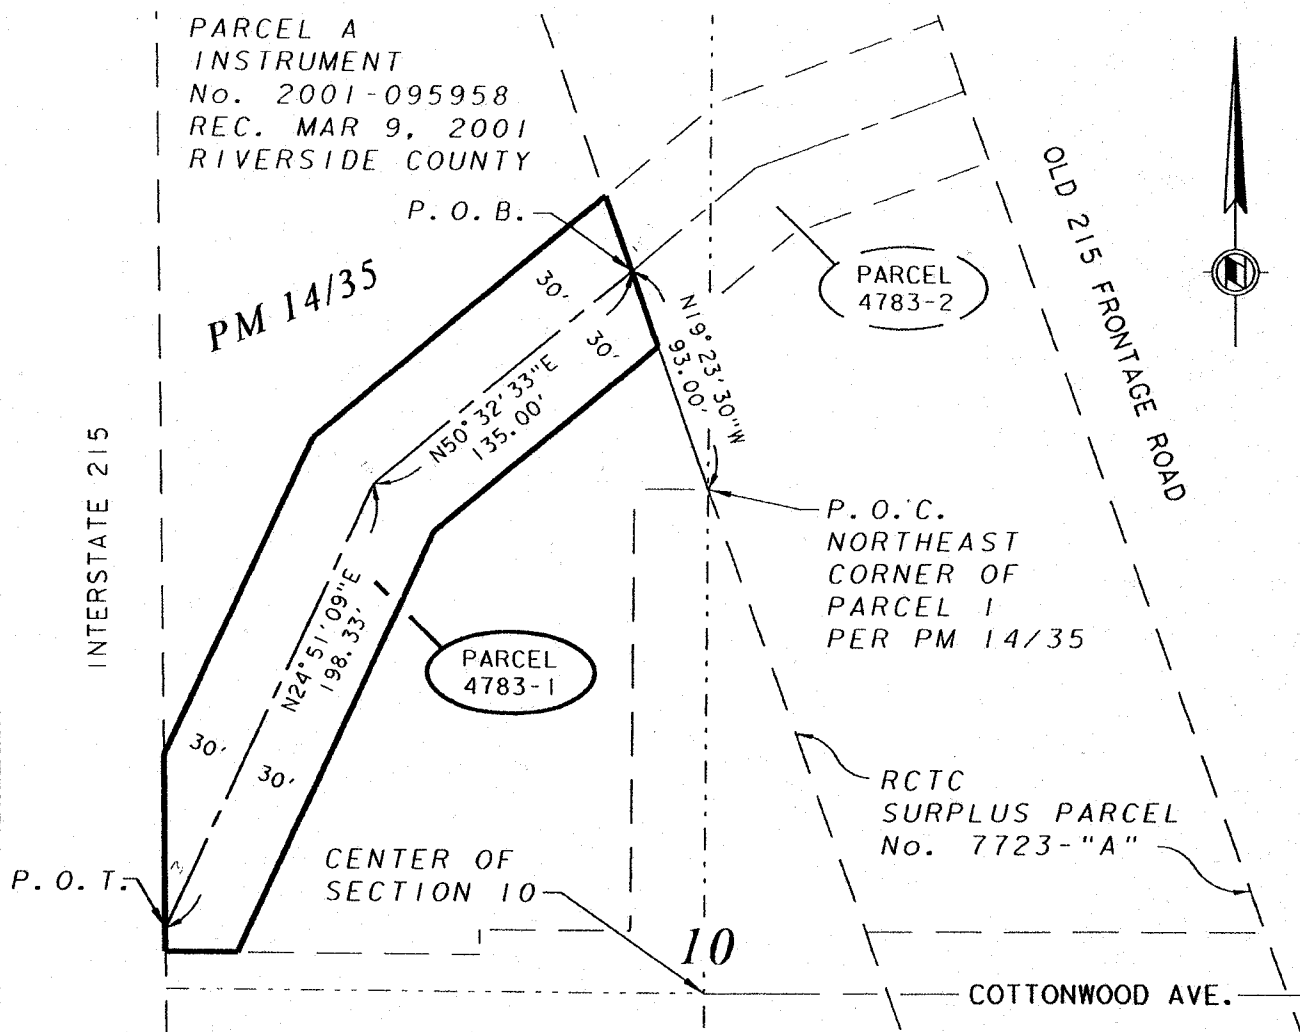 PARCEL A
INSTRUMENT
No. 2001-095958
REC. MAR 9, 2001
RIVERSIDE COUNTY
P.O.B.
PM 14/35
30'
30'
N50°32'33"E
135.00'
N19°23'30"W
93.00'
PARCEL
4783-2
OLD 215 FRONTAGE ROAD
INTERSTATE 215
P.O.C.
NORTHEAST
CORNER OF
PARCEL 1
PER PM 14/35
N24°51'09"E
198.33'
PARCEL
4783-1
30'
30'
RCTC
SURPLUS PARCEL
No. 7723-"A"
P.O.T.
CENTER OF
SECTION 10
10
COTTONWOOD AVE.